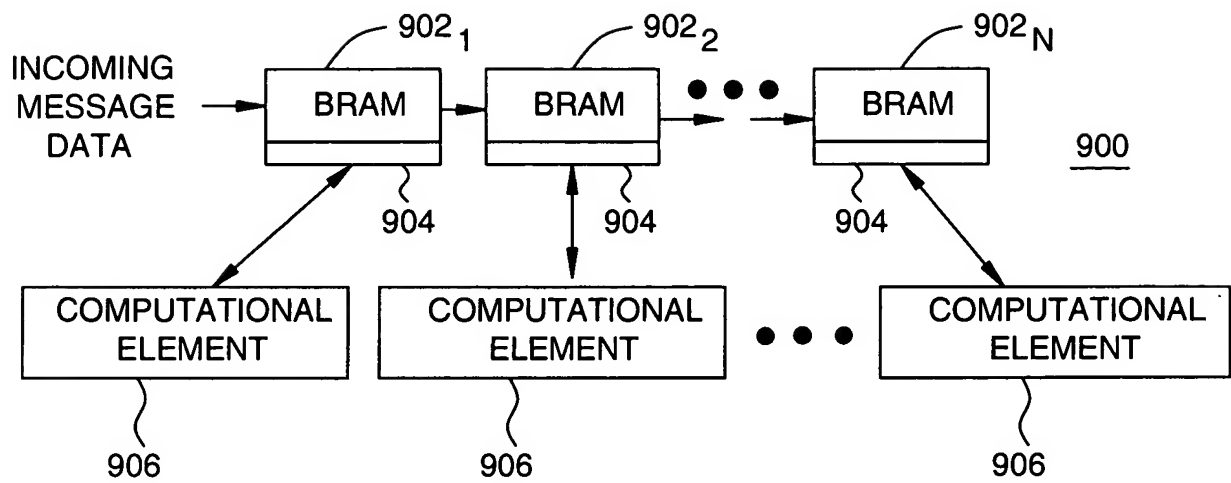 902₁
902₂
902N
INCOMING
MESSAGE
DATA
BRAM
BRAM
BRAM
900
904
904
904
COMPUTATIONAL
ELEMENT
COMPUTATIONAL
ELEMENT
COMPUTATIONAL
ELEMENT
906
906
906